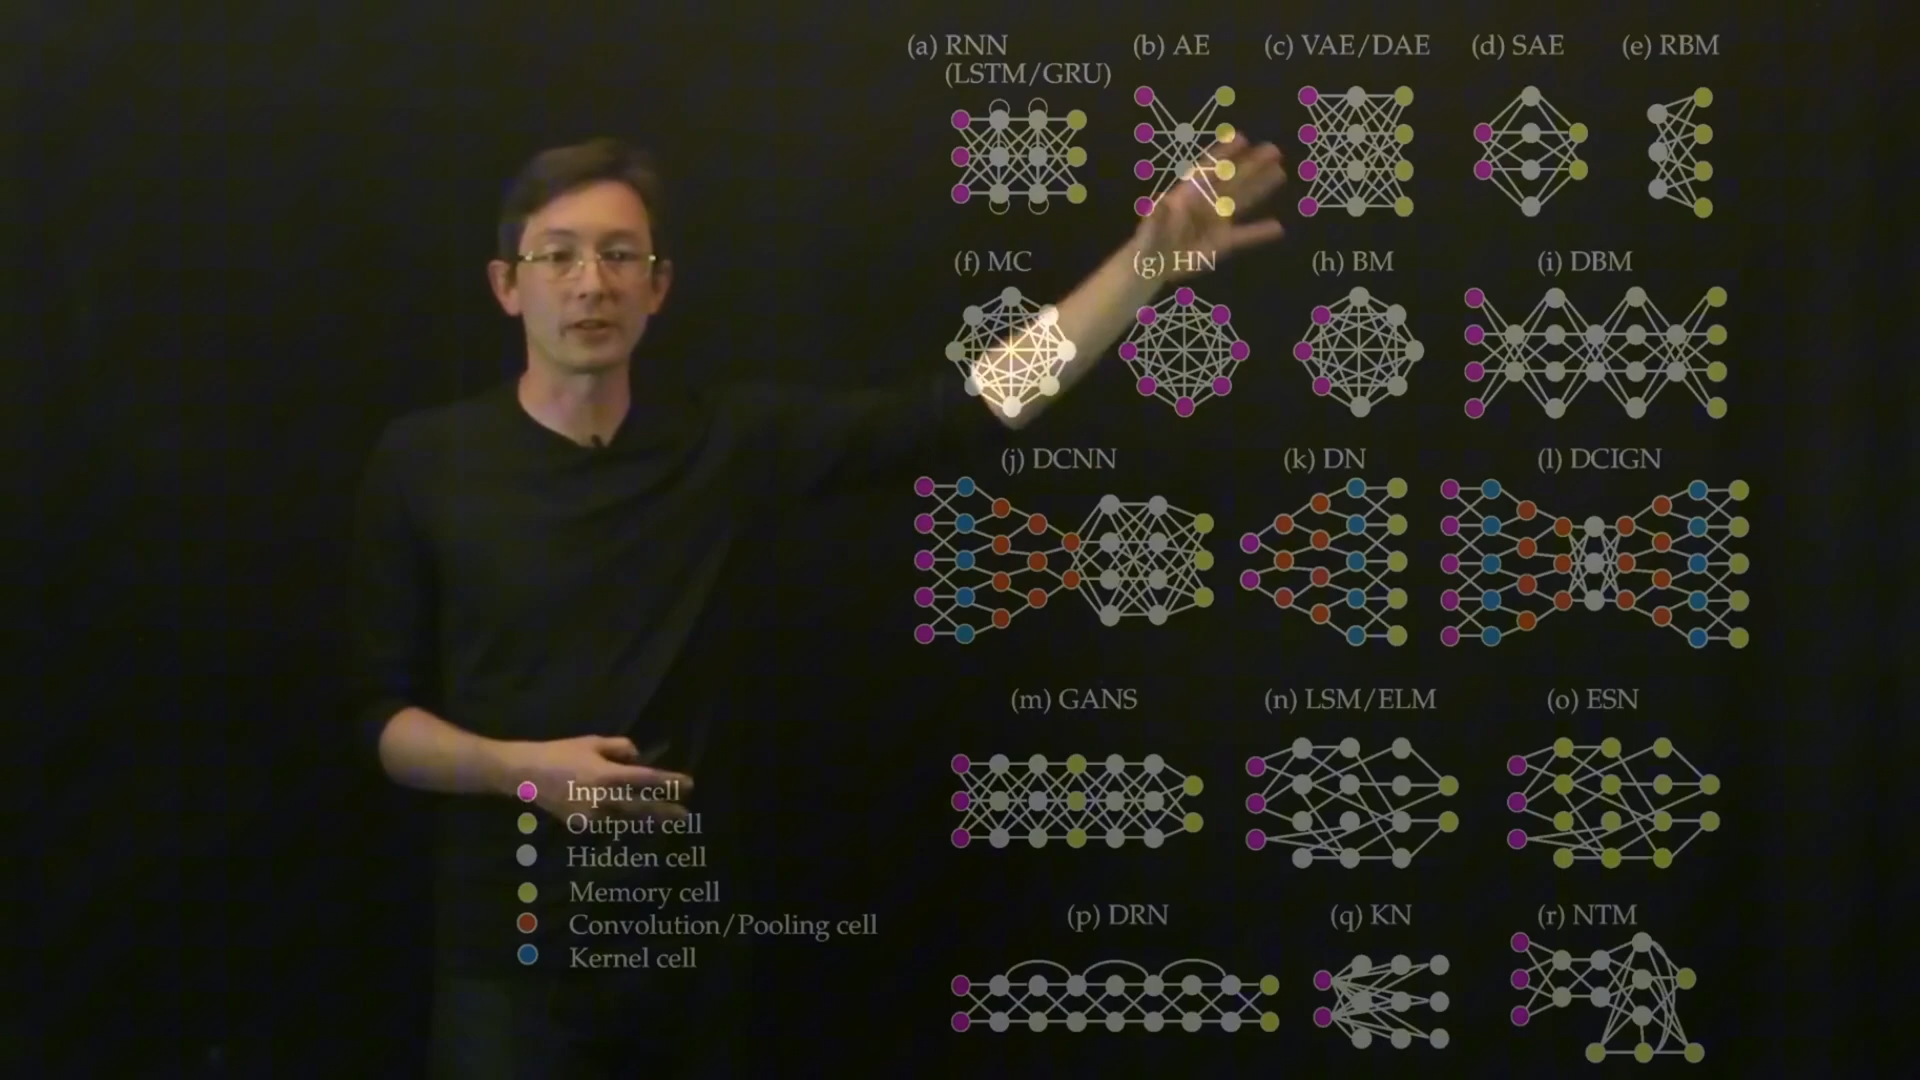 (a) RNN
(LSTM/GRU)
(b) AE
(c) VAE/DAE
(d) SAE
(e) RBM
(f) MC
(g) HN
(h) BM
(i) DBM
(j) DCNN
(k) DN
(l) DCIGN
(m) GANS
(n) LSM/ELM
(o) ESN
Input cell
Output cell
Hidden cell
Memory cell
Convolution/Pooling cell
Kernel cell
(p) DRN
(q) KN
(r) NTM